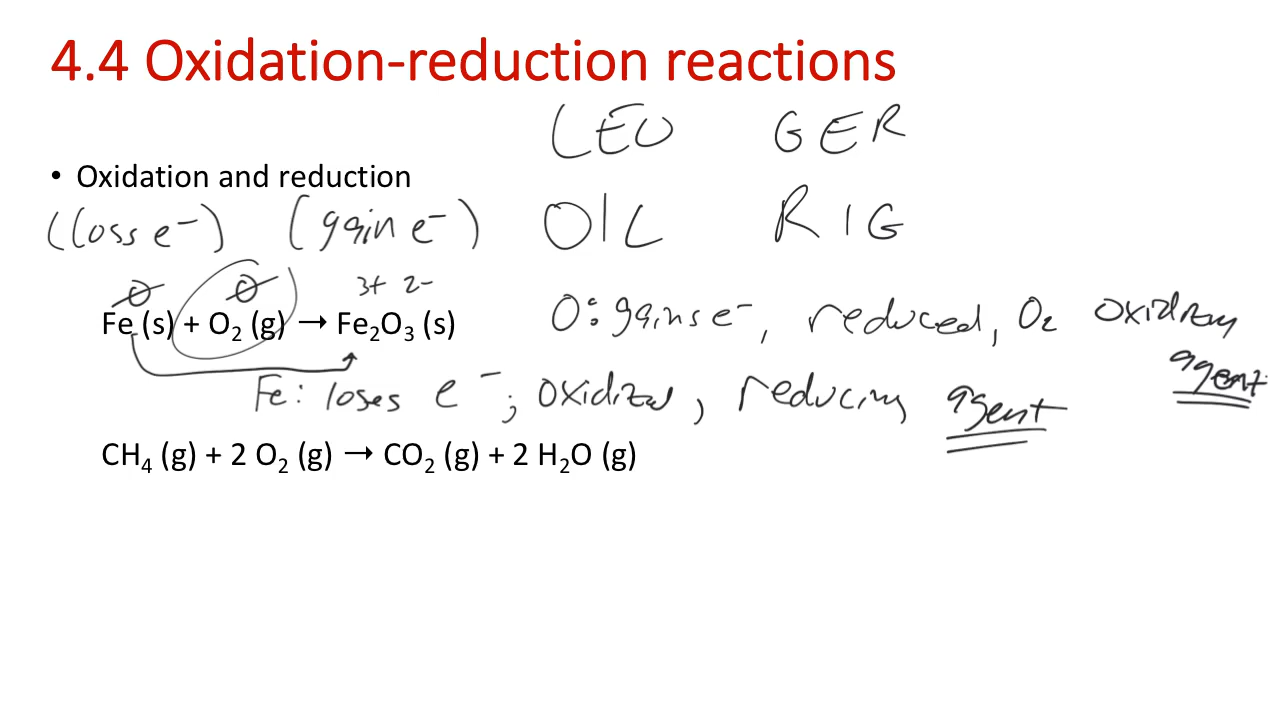 4.4 Oxidation-reduction reactions
LEO GER
• Oxidation and reduction
(loss e⁻) (gain e⁻) OIL RIG
0 0 3+ 2-
Fe (s) + O₂ (g) → Fe₂O₃ (s) O: gains e⁻, reduced, O₂ oxidizing
agent
Fe: loses e⁻; oxidized, reducing agent
CH₄ (g) + 2 O₂ (g) → CO₂ (g) + 2 H₂O (g)